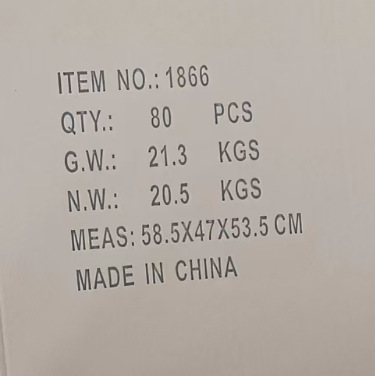 ITEM NO.: 1866
QTY.: 80 PCS
G.W.: 21.3 KGS
N.W.: 20.5 KGS
MEAS: 58.5X47X53.5 CM
MADE IN CHINA